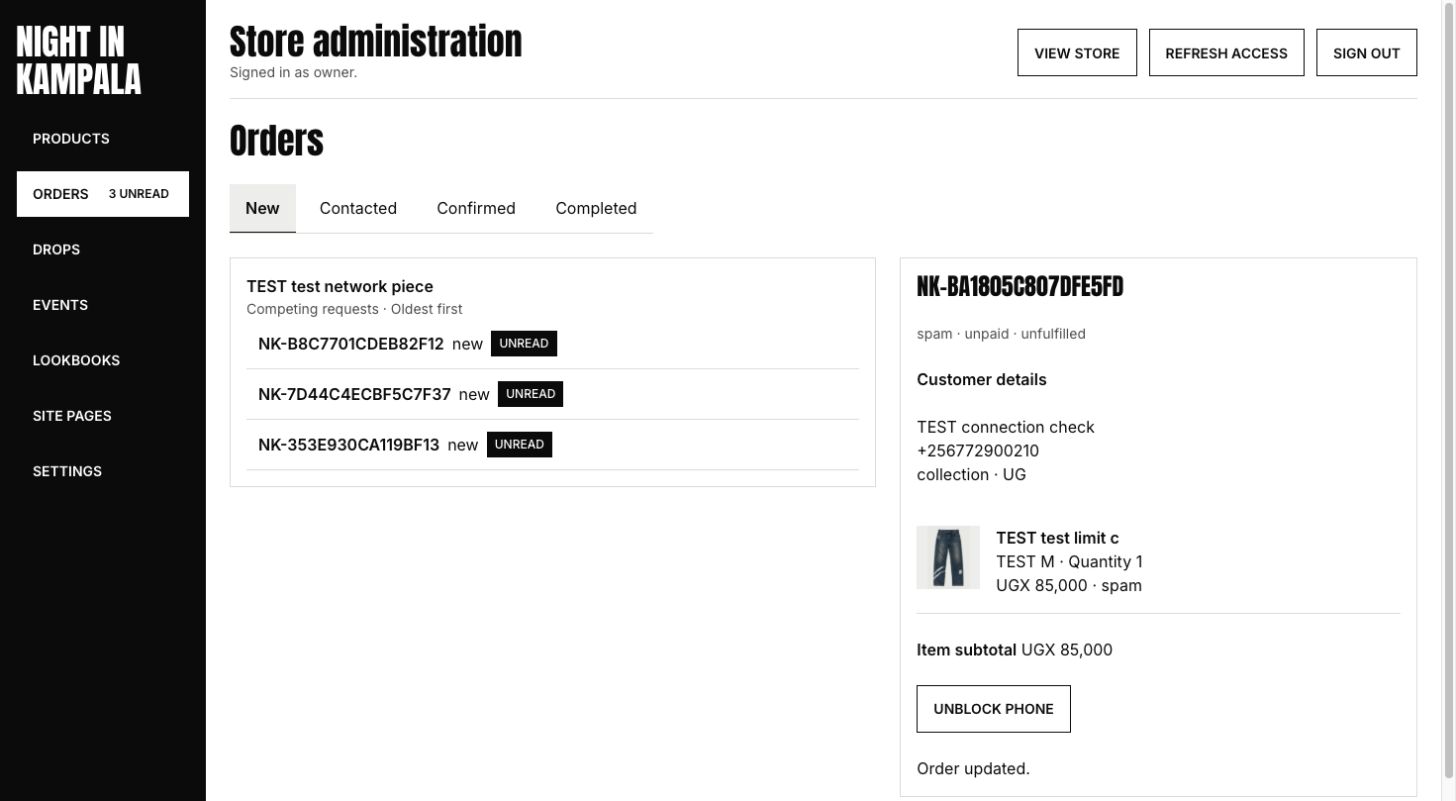 NIGHT IN
KAMPALA
PRODUCTS
ORDERS 3 UNREAD
DROPS
EVENTS
LOOKBOOKS
SITE PAGES
SETTINGS
Store administration
Signed in as owner.
VIEW STORE
REFRESH ACCESS
SIGN OUT
Orders
New Contacted Confirmed Completed
TEST test network piece
Competing requests · Oldest first
NK-B8C7701CDEB82F12 new UNREAD
NK-7D44C4ECBF5C7F37 new UNREAD
NK-353E930CA119BF13 new UNREAD
NK-BA1805C807DFE5FD
spam · unpaid · unfulfilled
Customer details
TEST connection check
+256772900210
collection · UG
TEST test limit c
TEST M · Quantity 1
UGX 85,000 · spam
Item subtotal UGX 85,000
UNBLOCK PHONE
Order updated.